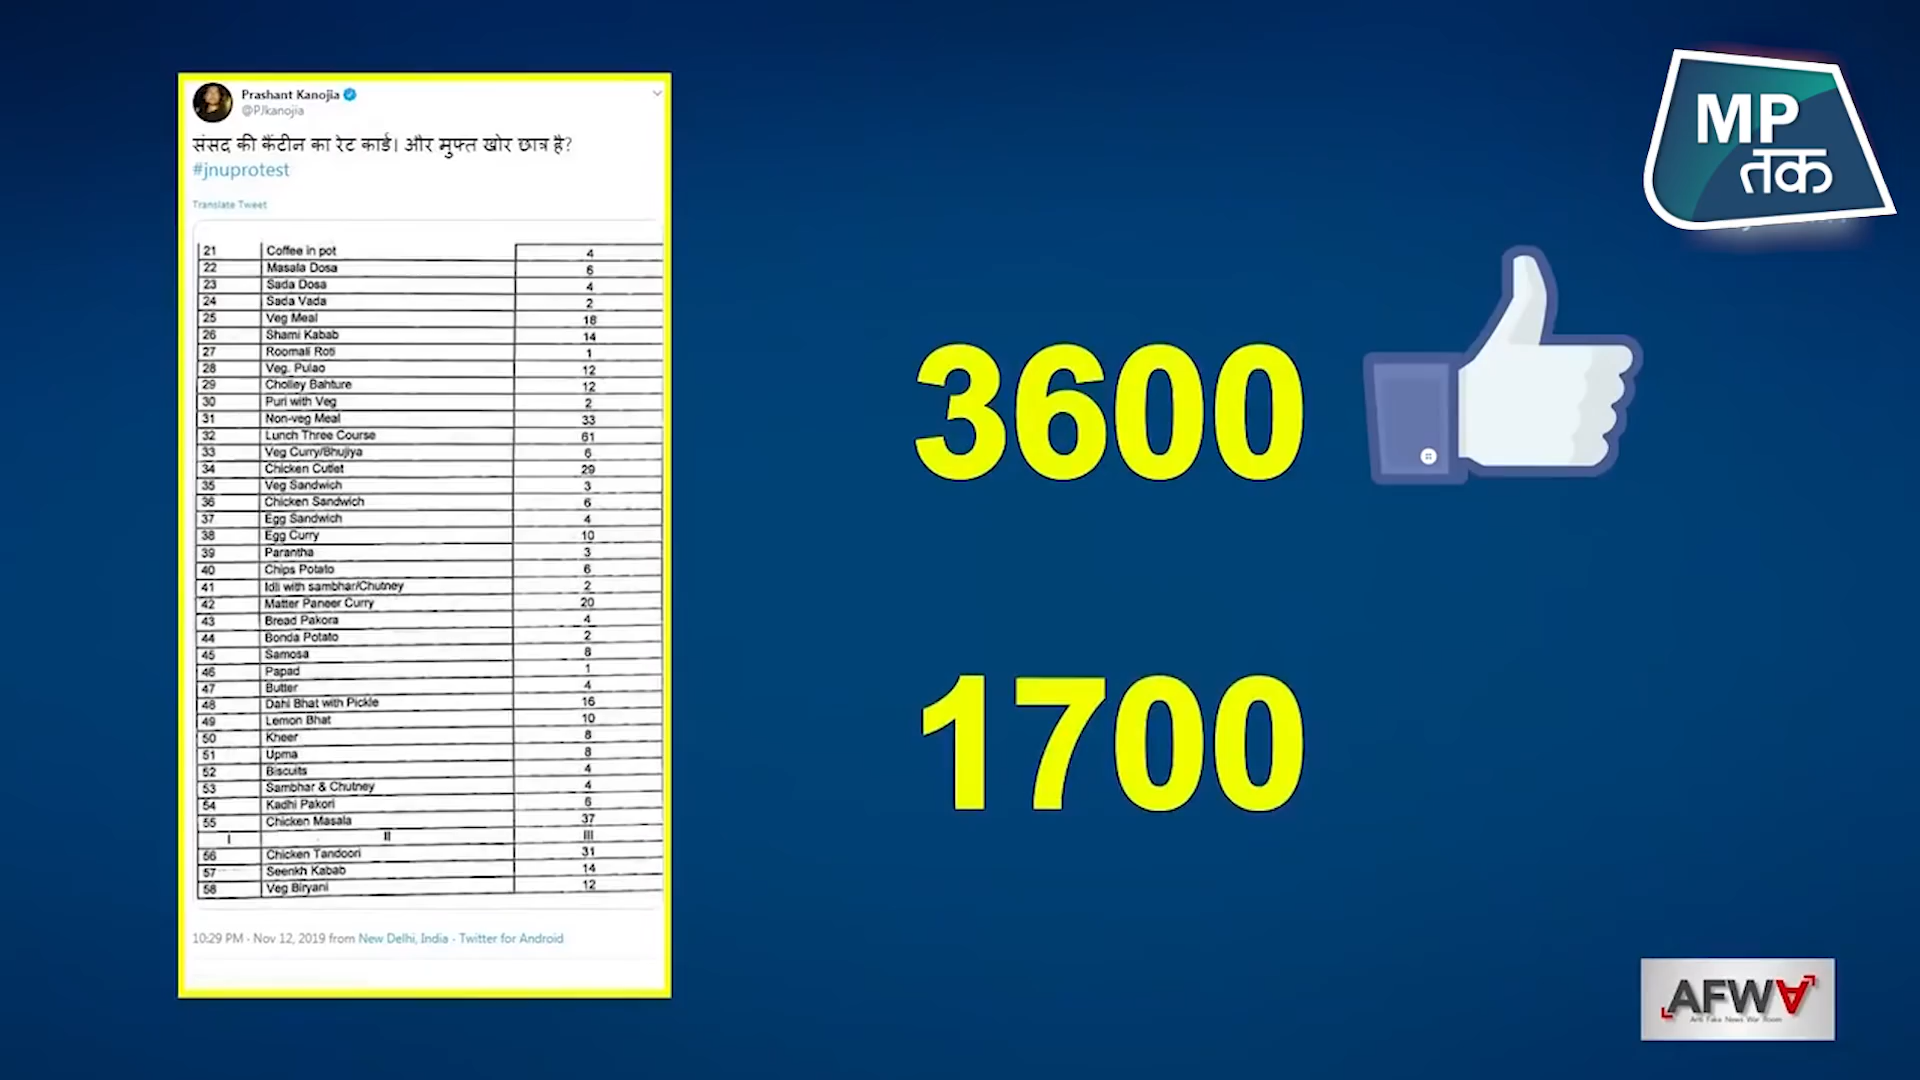 Prashant Kanojia
@PJkanojia
संसद की कैंटीन का रेट कार्ड। और मुफ्त खोर छात्र है?
#jnuprotest
Translate Tweet
21 Coffee in pot 4
22 Masala Dosa 6
23 Sada Dosa 4
24 Sada Vada 2
25 Veg Meal 18
26 Shami Kabab 14
27 Roomali Roti 1
28 Veg. Pulao 12
29 Cholley Bahture 12
30 Puri with Veg 2
31 Non-veg Meal 33
32 Lunch Three Course 61
33 Veg Curry/Bhujiya 6
34 Chicken Cutlet 29
35 Veg Sandwich 3
36 Chicken Sandwich 6
37 Egg Sandwich 4
38 Egg Curry 10
39 Parantha 3
40 Chips Potato 6
41 Idli with sambhar/Chutney 2
42 Matter Paneer Curry 20
43 Bread Pakora 4
44 Bonda Potato 2
45 Samosa 8
46 Papad 1
47 Butter 4
48 Dahi Bhat with Pickle 16
49 Lemon Bhat 10
50 Kheer 8
51 Upma 8
52 Biscuits 4
53 Sambhar & Chutney 4
54 Kadhi Pakori 6
55 Chicken Masala 37
I II III
56 Chicken Tandoori 31
57 Seenkh Kabab 14
58 Veg Biryani 12
10:29 PM - Nov 12, 2019 from New Delhi, India - Twitter for Android
3600
1700
MP
तक
AFWA
Anti Fake News War Room